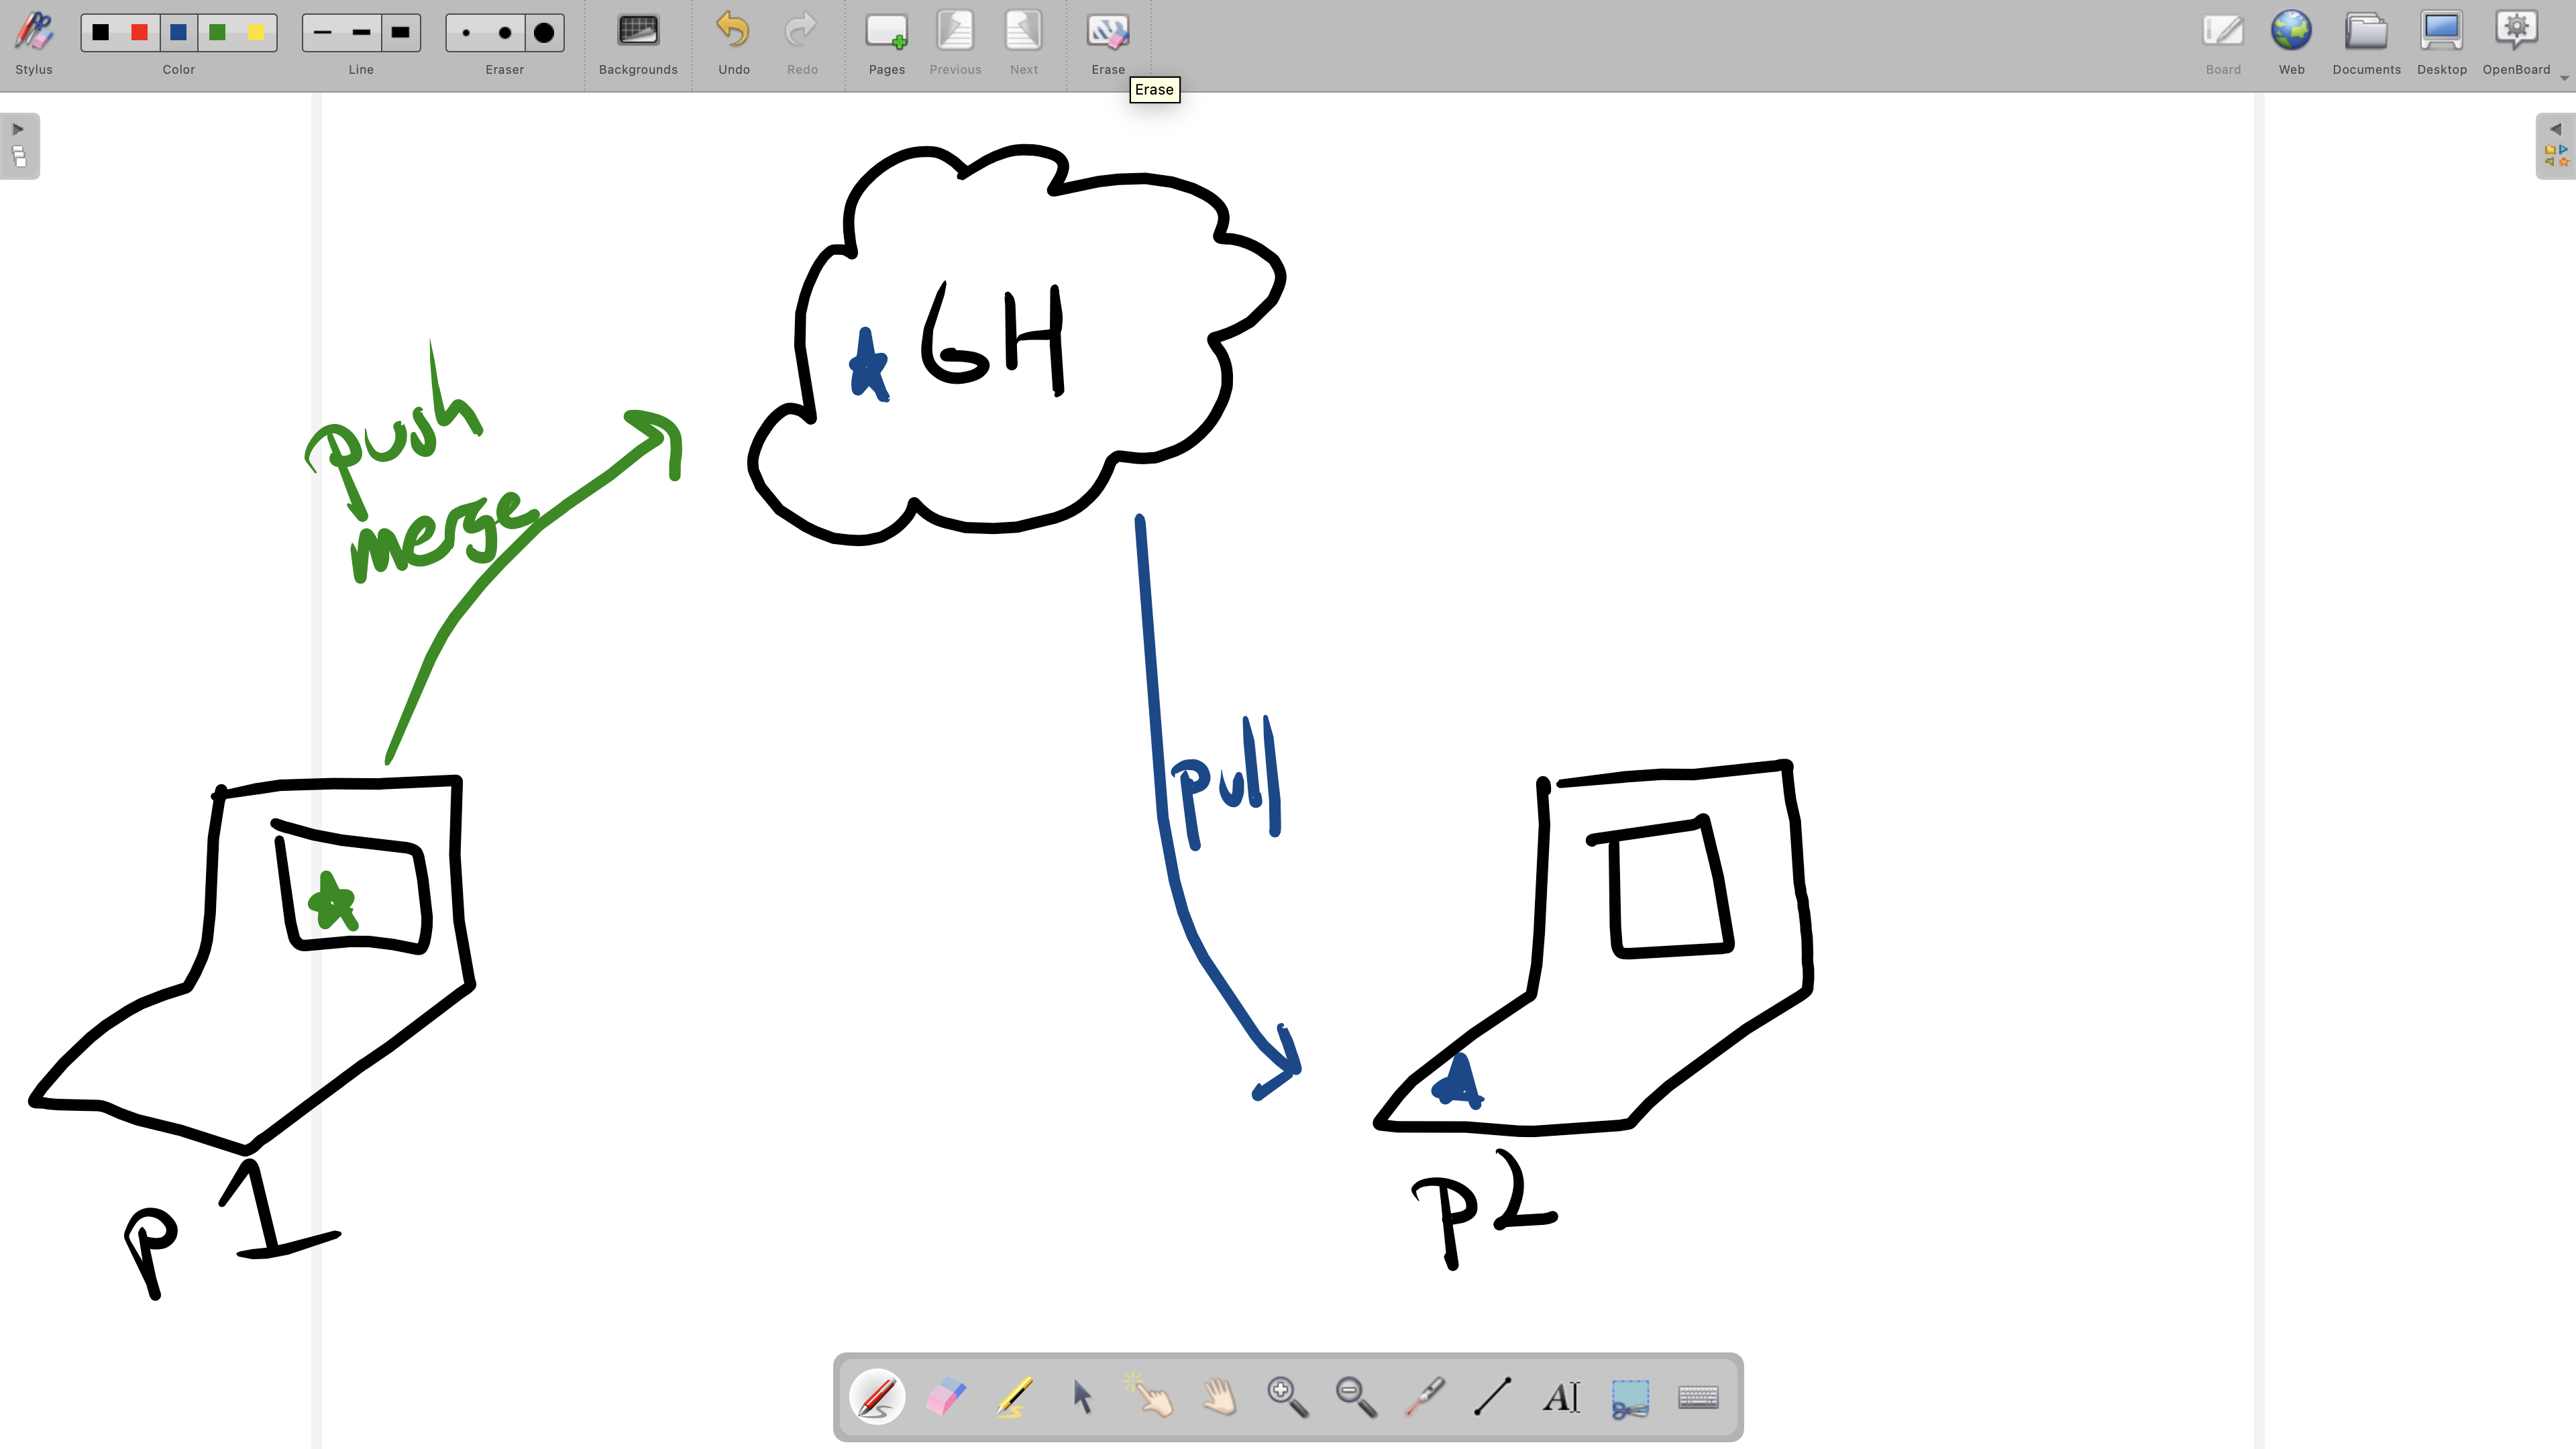 Stylus
Color
Line
Eraser
Backgrounds
Undo
Redo
Pages
Previous
Next
Erase
Board
Web
Documents
Desktop
OpenBoard
Erase
GH
push
merge
pull
p1
p2
A